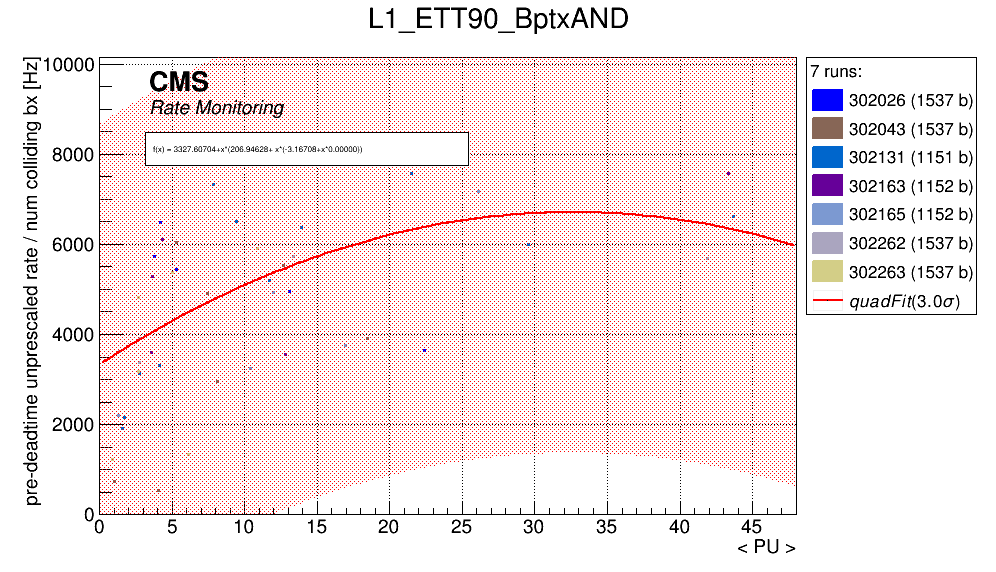 L1_ETT90_BptxAND
pre-deadtime unprescaled rate / num colliding bx [Hz]
10000
8000
6000
4000
2000
0
CMS
Rate Monitoring
f(x) = 3327.60704+x*(206.94628+ x*(-3.16708+x*0.00000))
0 5 10 15 20 25 30 35 40 45
< PU >
7 runs:
302026 (1537 b)
302043 (1537 b)
302131 (1151 b)
302163 (1152 b)
302165 (1152 b)
302262 (1537 b)
302263 (1537 b)
quadFit(3.0σ)